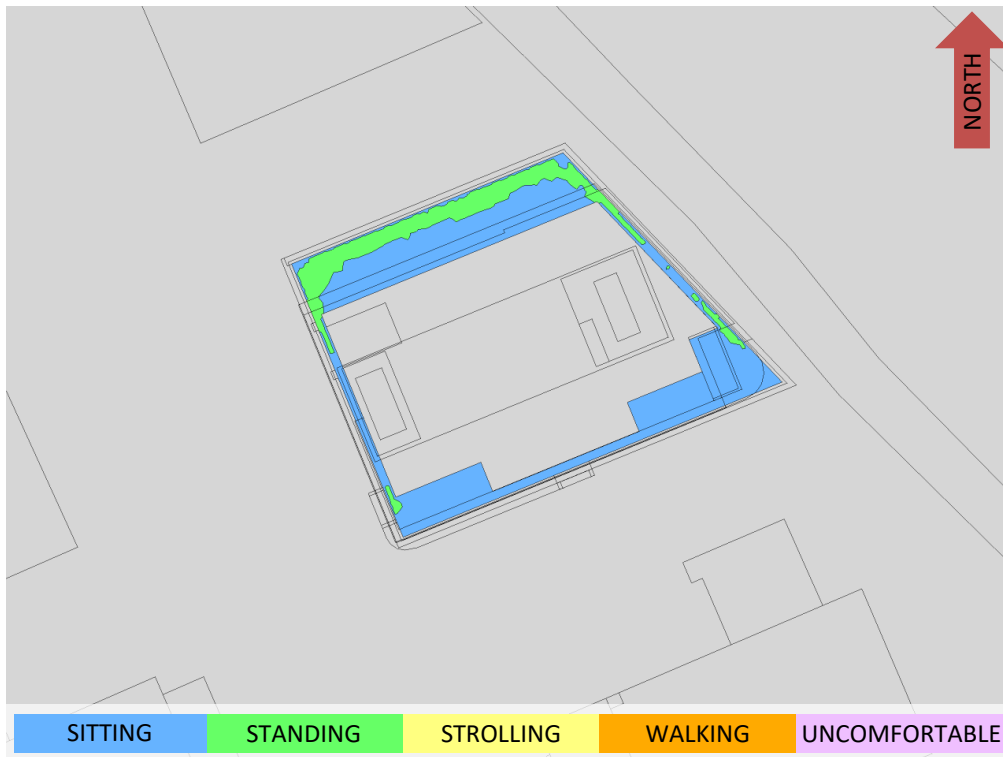 NORTH
SITTING
STANDING
STROLLING
WALKING
UNCOMFORTABLE